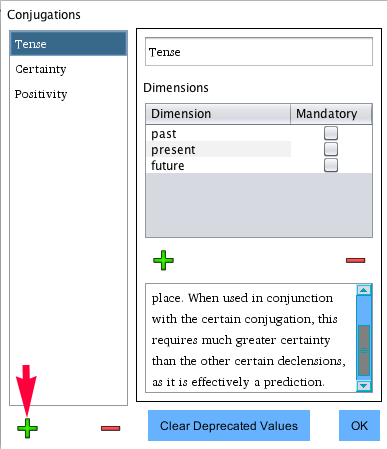 Conjugations
Tense
Certainty
Positivity
Tense
Dimensions
Dimension Mandatory
past
present
future
place. When used in conjunction
with the certain conjugation, this
requires much greater certainty
than the other certain declensions,
as it is effectively a prediction.
Clear Deprecated Values
OK